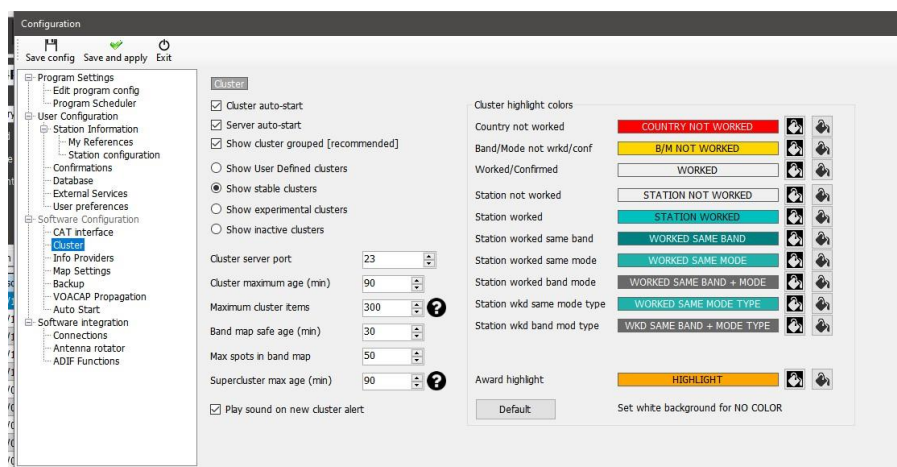 Configuration
Save config Save and apply Exit
Program Settings
Edit program config
Program Scheduler
User Configuration
Station Information
My References
Station configuration
Confirmations
Database
External Services
User preferences
Software Configuration
CAT interface
Cluster
Info Providers
Map Settings
Backup
VOACAP Propagation
Auto Start
Software integration
Connections
Antenna rotator
ADIF Functions
Cluster
Cluster auto-start
Server auto-start
Show cluster grouped [recommended]
Show User Defined clusters
Show stable clusters
Show experimental clusters
Show inactive clusters
Cluster server port 23
Cluster maximum age (min) 90
Maximum cluster items 300
Band map safe age (min) 30
Max spots in band map 50
Supercluster max age (min) 90
Play sound on new cluster alert
Cluster highlight colors
Country not worked COUNTRY NOT WORKED
Band/Mode not wrkd/conf B/M NOT WORKED
Worked/Confirmed WORKED
Station not worked STATION NOT WORKED
Station worked STATION WORKED
Station worked same band WORKED SAME BAND
Station worked same mode WORKED SAME MODE
Station worked band mode WORKED SAME BAND + MODE
Station wkd same mode type WORKED SAME MODE TYPE
Station wkd band mod type WKD SAME BAND + MODE TYPE
Award highlight HIGHLIGHT
Default Set white background for NO COLOR